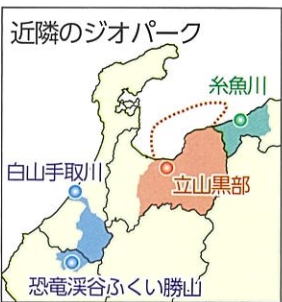 近隣のジオパーク
糸魚川
白山手取川
立山黒部
恐竜渓谷ふくい勝山